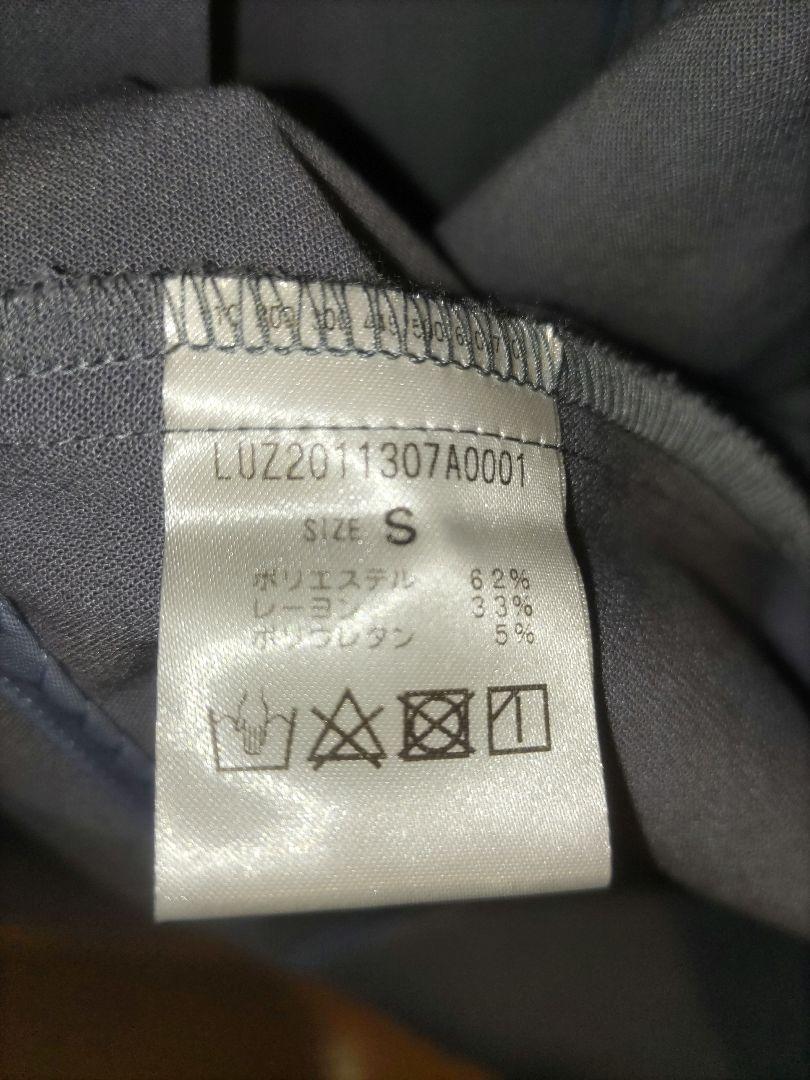 LUZ2011307A0001
SIZE S
ポリエステル 62%
レーヨン 33%
ポリウレタン 5%